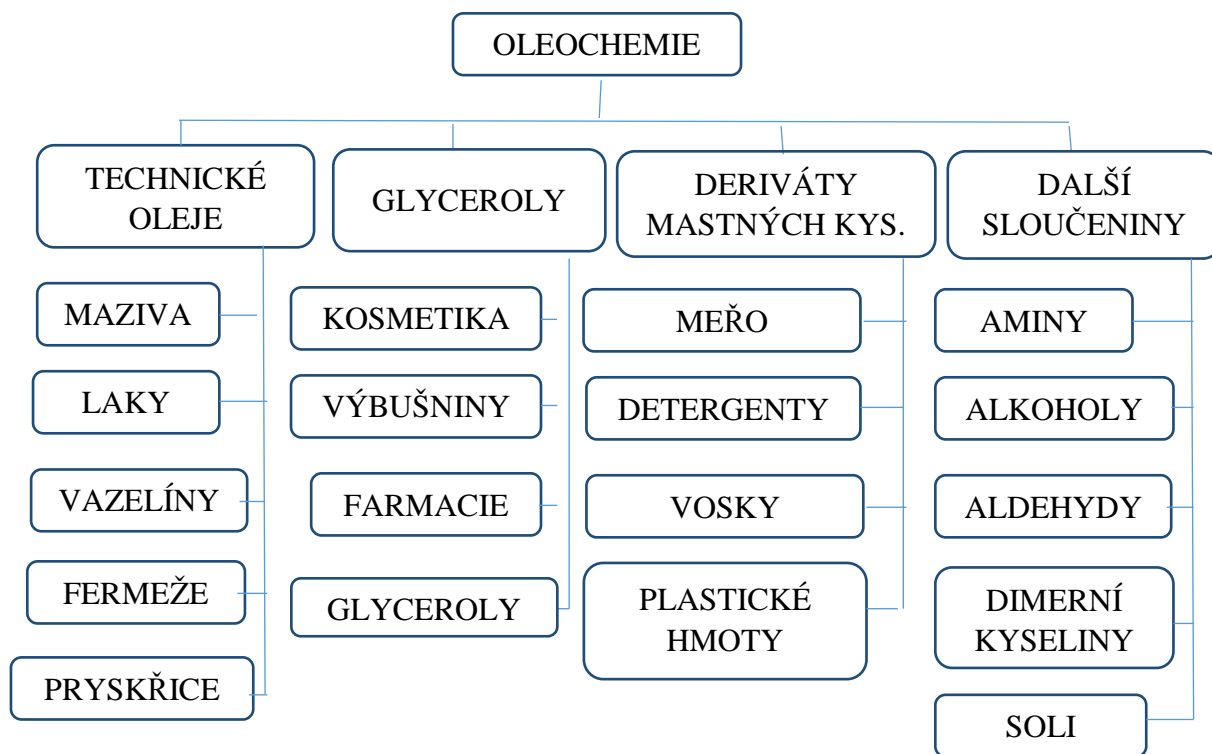 OLEOCHEMIE
TECHNICKÉ
OLEJE
GLYCEROLY
DERIVÁTY
MASTNÝCH KYS.
DALŠÍ
SLOUČENINY
MAZIVA
LAKY
VAZELÍNY
FERMEŽE
PRYSKŘICE
KOSMETIKA
VÝBUŠNINY
FARMACIE
GLYCEROLY
MEŘO
DETERGENTY
VOSKY
PLASTICKÉ
HMOTY
AMINY
ALKOHOLY
ALDEHYDY
DIMERNÍ
KYSELINY
SOLI